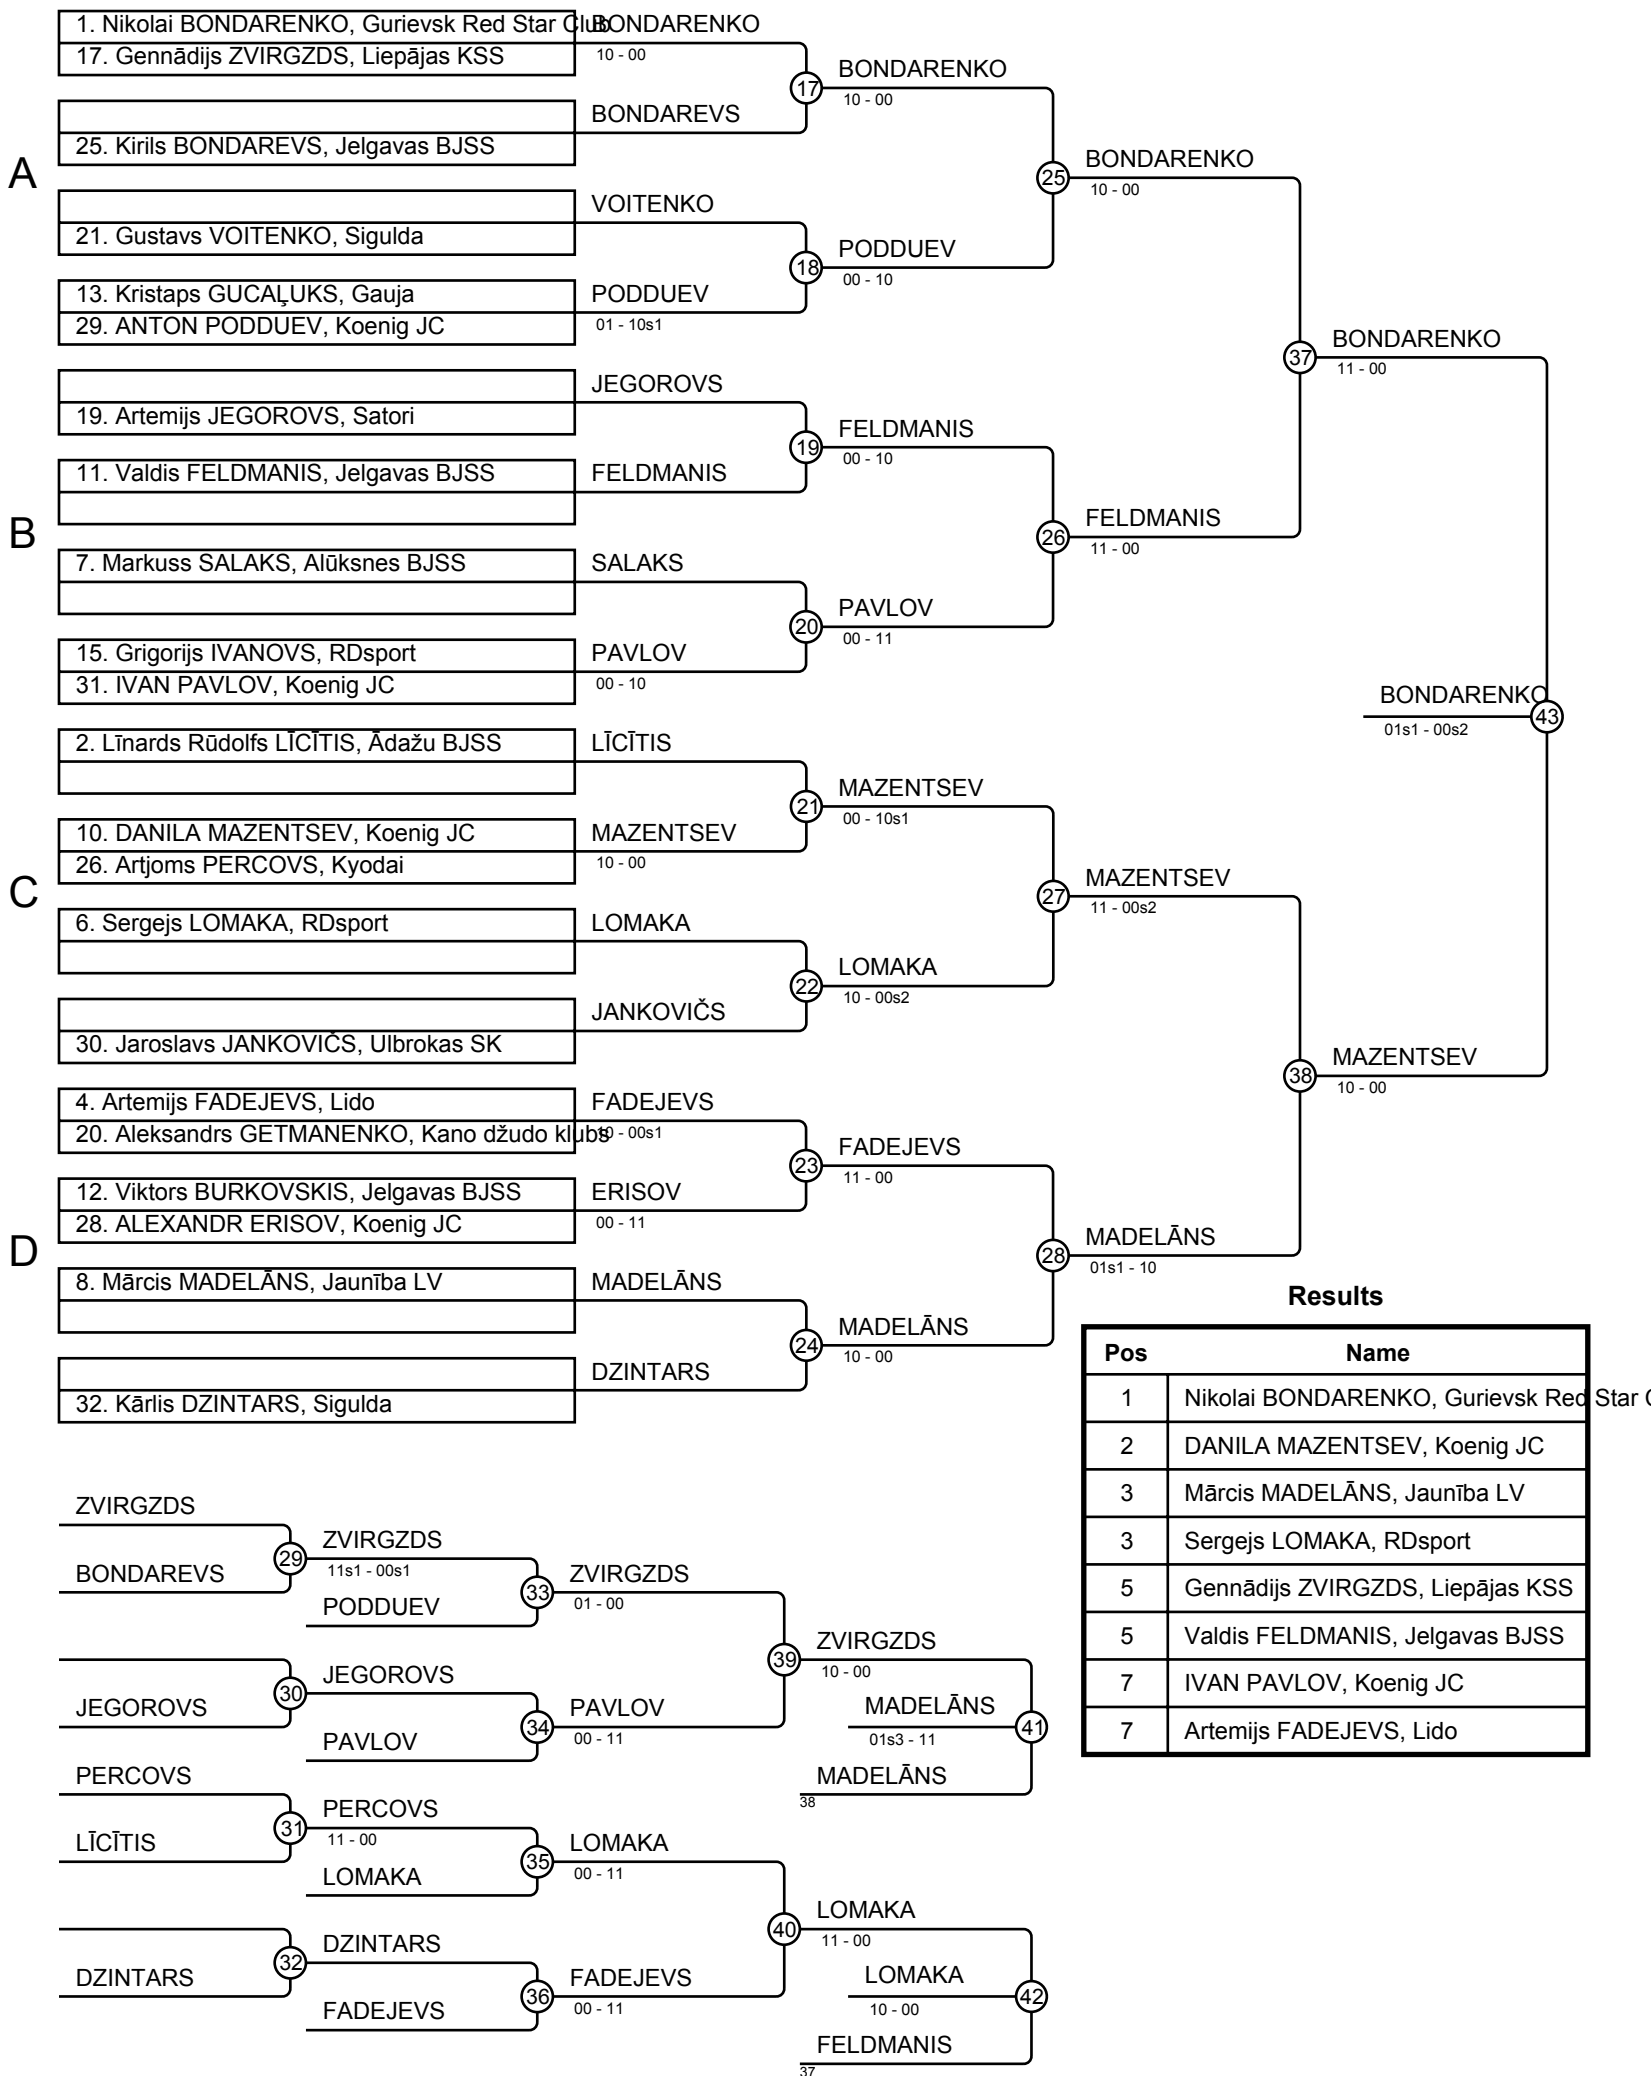 1. Nikolai BONDARENKO, Gurievsk Red Star Club
BONDARENKO
17. Gennādijs ZVIRGZDS, Liepājas KSS
10 - 00
17
BONDARENKO
10 - 00
BONDAREVS
25. Kirils BONDAREVS, Jelgavas BJSS
A
25
BONDARENKO
10 - 00
VOITENKO
21. Gustavs VOITENKO, Sigulda
18
PODDUEV
00 - 10
13. Kristaps GUCAĻUKS, Gauja
PODDUEV
29. ANTON PODDUEV, Koenig JC
01 - 10s1
37
BONDARENKO
11 - 00
JEGOROVS
19. Artemijs JEGOROVS, Satori
19
FELDMANIS
00 - 10
11. Valdis FELDMANIS, Jelgavas BJSS
FELDMANIS
B
26
FELDMANIS
11 - 00
7. Markuss SALAKS, Alūksnes BJSS
SALAKS
20
PAVLOV
00 - 11
15. Grigorijs IVANOVS, RDsport
PAVLOV
31. IVAN PAVLOV, Koenig JC
00 - 10
BONDARENKO
43
01s1 - 00s2
2. Līnards Rūdolfs LĪCĪTIS, Ādažu BJSS
LĪCĪTIS
21
MAZENTSEV
00 - 10s1
10. DANILA MAZENTSEV, Koenig JC
MAZENTSEV
26. Artjoms PERCOVS, Kyodai
10 - 00
C
27
MAZENTSEV
11 - 00s2
6. Sergejs LOMAKA, RDsport
LOMAKA
22
LOMAKA
10 - 00s2
JANKOVIČS
30. Jaroslavs JANKOVIČS, Ulbrokas SK
38
MAZENTSEV
10 - 00
4. Artemijs FADEJEVS, Lido
FADEJEVS
20. Aleksandrs GETMANENKO, Kano džudo klubs
10 - 00s1
23
FADEJEVS
11 - 00
12. Viktors BURKOVSKIS, Jelgavas BJSS
ERISOV
28. ALEXANDR ERISOV, Koenig JC
00 - 11
D
28
MADELĀNS
01s1 - 10
8. Mārcis MADELĀNS, Jaunība LV
MADELĀNS
24
MADELĀNS
10 - 00
DZINTARS
32. Kārlis DZINTARS, Sigulda
Results
Pos Name
1 Nikolai BONDARENKO, Gurievsk Red Star
2 DANILA MAZENTSEV, Koenig JC
3 Mārcis MADELĀNS, Jaunība LV
3 Sergejs LOMAKA, RDsport
5 Gennādijs ZVIRGZDS, Liepājas KSS
5 Valdis FELDMANIS, Jelgavas BJSS
7 IVAN PAVLOV, Koenig JC
7 Artemijs FADEJEVS, Lido
ZVIRGZDS
29
ZVIRGZDS
11s1 - 00s1
BONDAREVS
33
ZVIRGZDS
01 - 00
PODDUEV
39
ZVIRGZDS
10 - 00
30
JEGOROVS
JEGOROVS
34
PAVLOV
00 - 11
PAVLOV
MADELĀNS
41
01s3 - 11
MADELĀNS
38
PERCOVS
31
PERCOVS
11 - 00
LĪCĪTIS
35
LOMAKA
00 - 11
LOMAKA
40
LOMAKA
11 - 00
32
DZINTARS
DZINTARS
36
FADEJEVS
00 - 11
FADEJEVS
LOMAKA
42
10 - 00
FELDMANIS
37